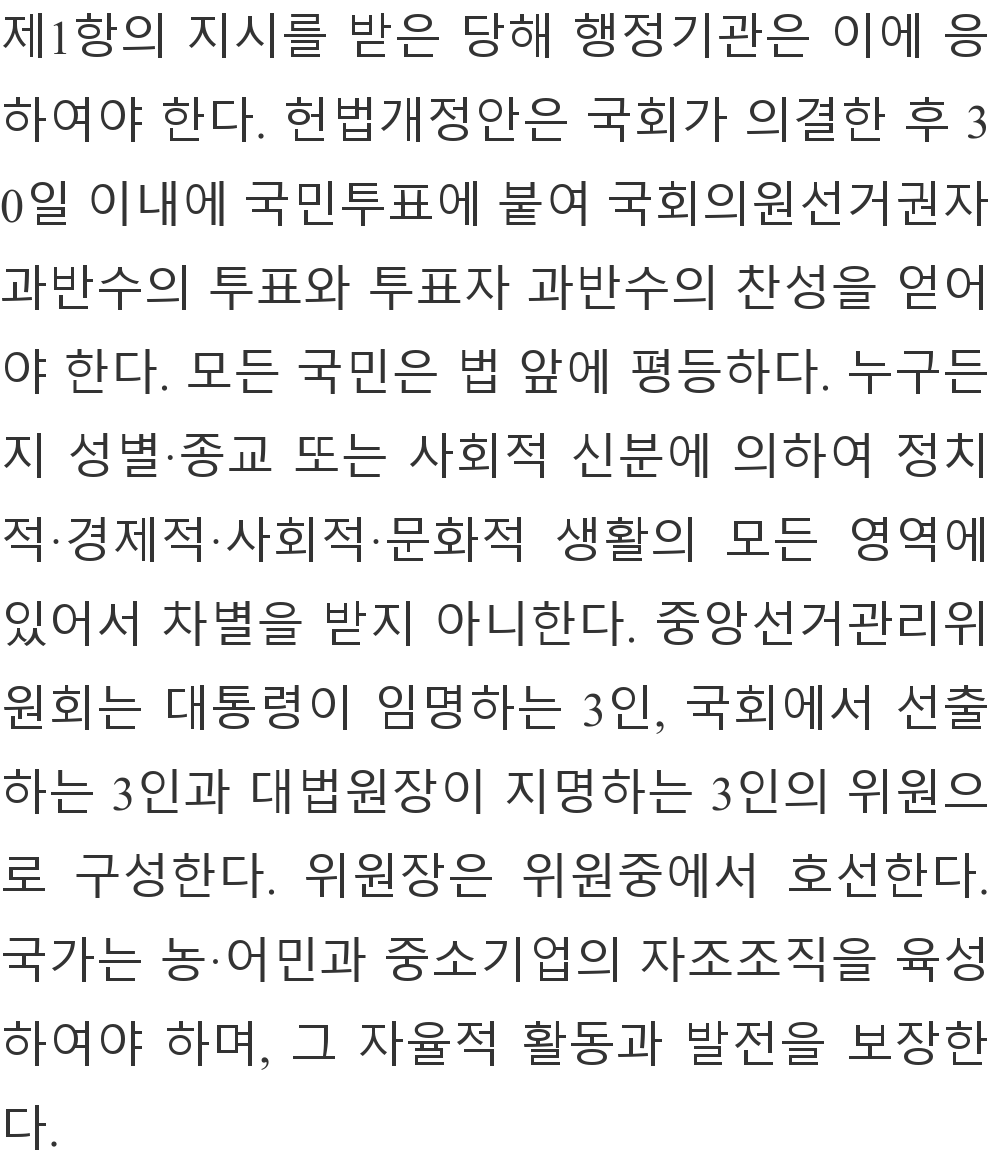 제1항의 지시를 받은 당해 행정기관은 이에 응
하여야 한다. 헌법개정안은 국회가 의결한 후 3
0일 이내에 국민투표에 붙여 국회의원선거권자
과반수의 투표와 투표자 과반수의 찬성을 얻어
야 한다. 모든 국민은 법 앞에 평등하다. 누구든
지 성별·종교 또는 사회적 신분에 의하여 정치
적·경제적·사회적·문화적 생활의 모든 영역에
있어서 차별을 받지 아니한다. 중앙선거관리위
원회는 대통령이 임명하는 3인, 국회에서 선출
하는 3인과 대법원장이 지명하는 3인의 위원으
로 구성한다. 위원장은 위원중에서 호선한다.
국가는 농·어민과 중소기업의 자조조직을 육성
하여야 하며, 그 자율적 활동과 발전을 보장한
다.